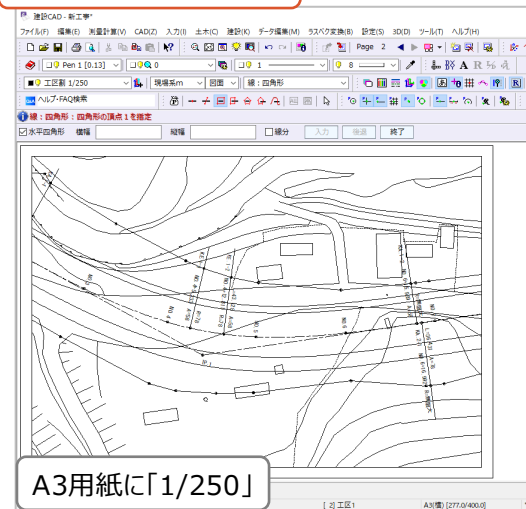 建設CAD - 新工事*
ファイル(F) 編集(E) 測量計算(V) CAD(Z) 入力(I) 土木(C) 建設(K) データ編集(M) ラスベク変換(B) 設定(S) 3D(D) ツール(T) ヘルプ(H)
Page 2
Pen 1 [0.13] 0 1 8 A R
工区割 1/250 現場系m 図面 線：四角形
ヘルプ・FAQ検索
線：四角形：四角形の頂点１を指定
水平四角形 横幅 縦幅 線分 入力 後退 終了
NO.4
NO.5
A3用紙に「1/250」
[ 2] 工区1 A3(横) [277.0/400.0]